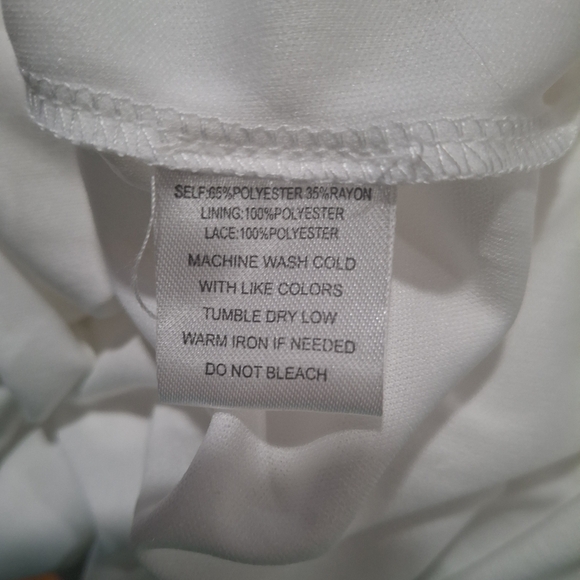 SELF:65%POLYESTER 35%RAYON
LINING:100%POLYESTER
LACE:100%POLYESTER
MACHINE WASH COLD
WITH LIKE COLORS
TUMBLE DRY LOW
WARM IRON IF NEEDED
DO NOT BLEACH